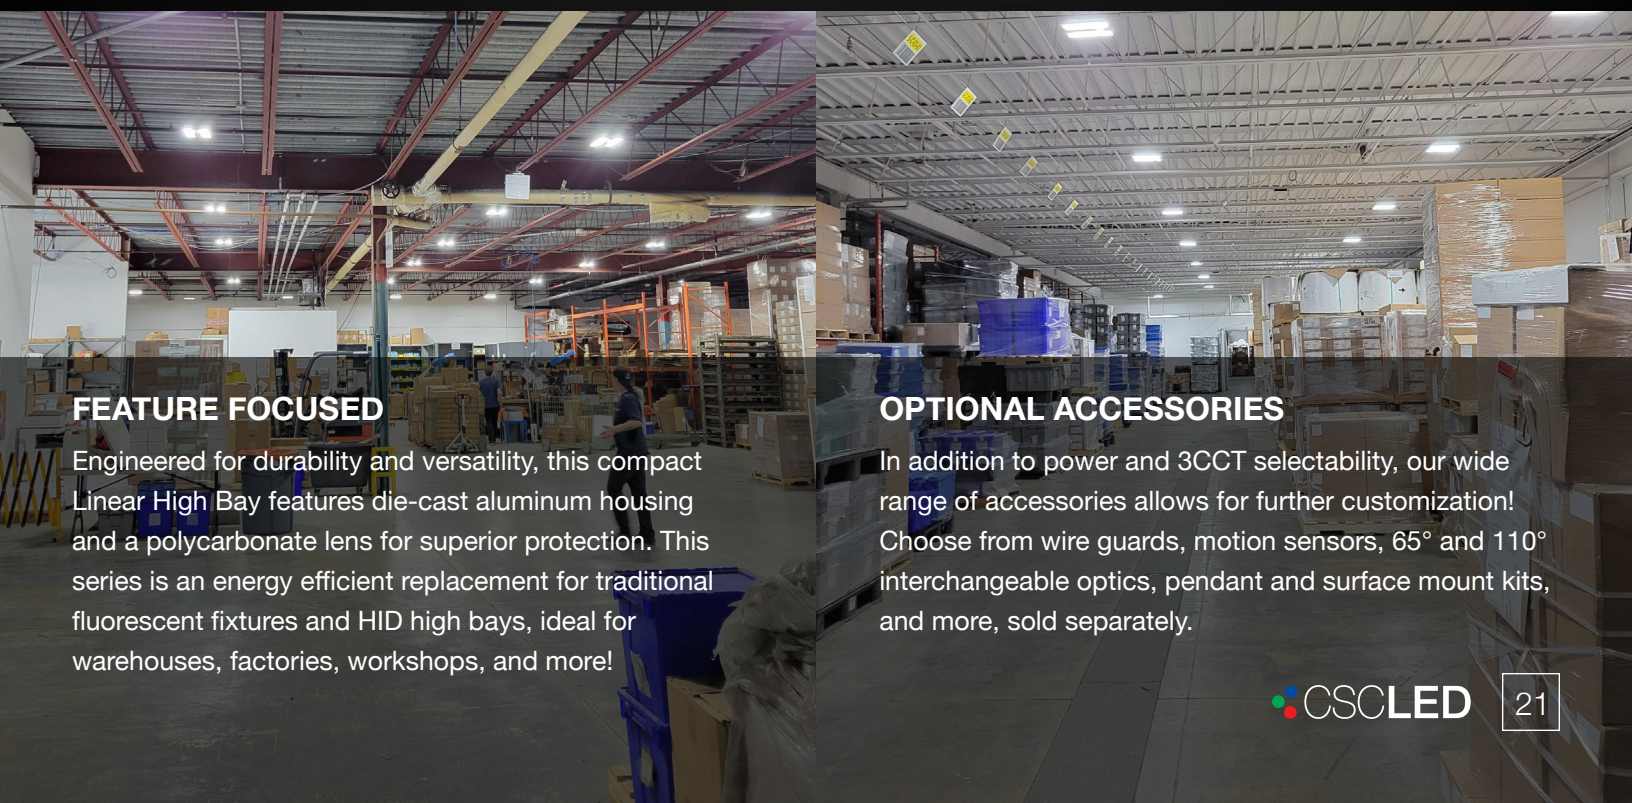 FEATURE FOCUSED
Engineered for durability and versatility, this compact
Linear High Bay features die-cast aluminum housing
and a polycarbonate lens for superior protection. This
series is an energy efficient replacement for traditional
fluorescent fixtures and HID high bays, ideal for
warehouses, factories, workshops, and more!
OPTIONAL ACCESSORIES
In addition to power and 3CCT selectability, our wide
range of accessories allows for further customization!
Choose from wire guards, motion sensors, 65° and 110°
interchangeable optics, pendant and surface mount kits,
and more, sold separately.
CSCLED
21